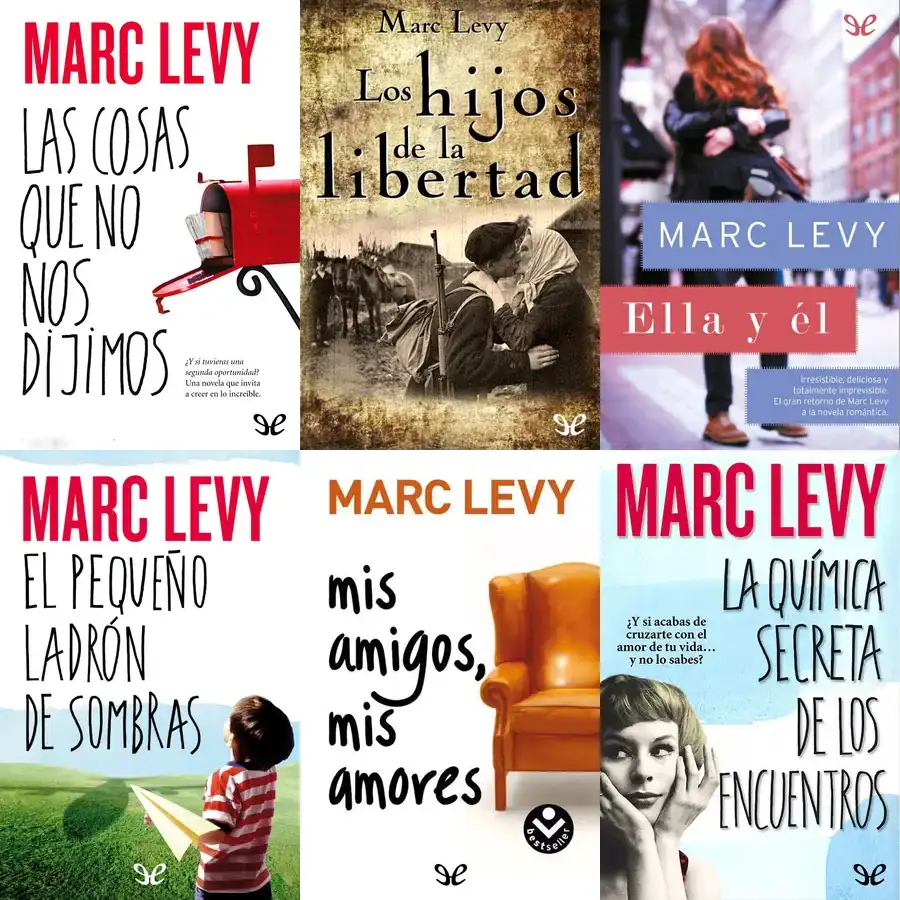 MARC LEVY
LAS COSAS
QUE NO
NOS
DIJIMOS
¿Y si tuvieras una
segunda oportunidad?
Una novela que invita
a creer en lo increíble.
Marc Levy
Los hijos
de la
libertad
MARC LEVY
Ella y él
Irresistible, deliciosa y
totalmente imprevisible.
El gran retorno de Marc Levy
a la novela romántica.
MARC LEVY
EL PEQUEÑO
LADRÓN
DE SOMBRAS
MARC LEVY
mis
amigos,
mis
amores
bestseller
MARC LEVY
LA QUÍMICA
SECRETA
DE LOS
ENCUENTROS
¿Y si acabas de
cruzarte con el
amor de tu vida...
y no lo sabes?